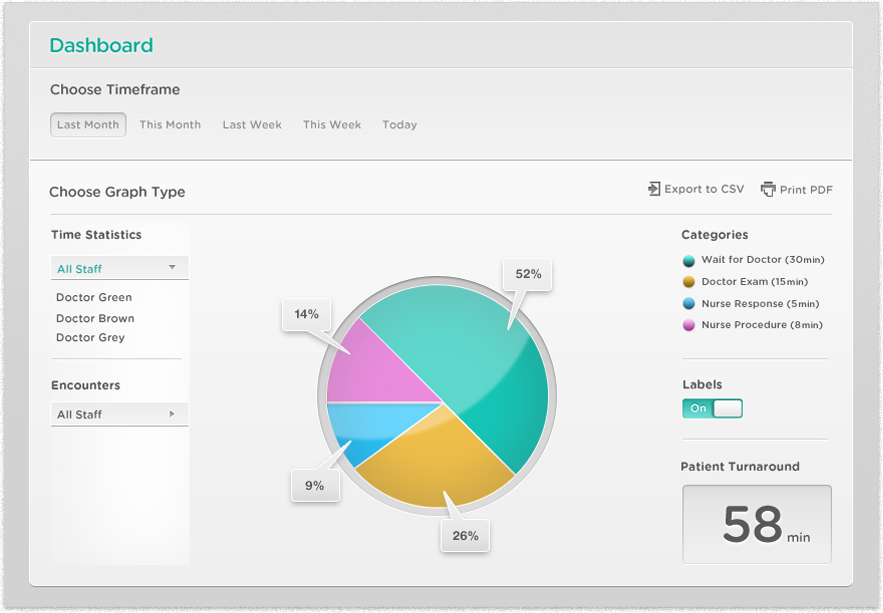 Dashboard
Choose Timeframe
Last Month This Month Last Week This Week Today
Choose Graph Type
Export to CSV Print PDF
Time Statistics
All Staff
Doctor Green
Doctor Brown
Doctor Grey
Encounters
All Staff
52%
14%
9%
26%
Categories
Wait for Doctor (30min)
Doctor Exam (15min)
Nurse Response (5min)
Nurse Procedure (8min)
Labels
On
Patient Turnaround
58 min